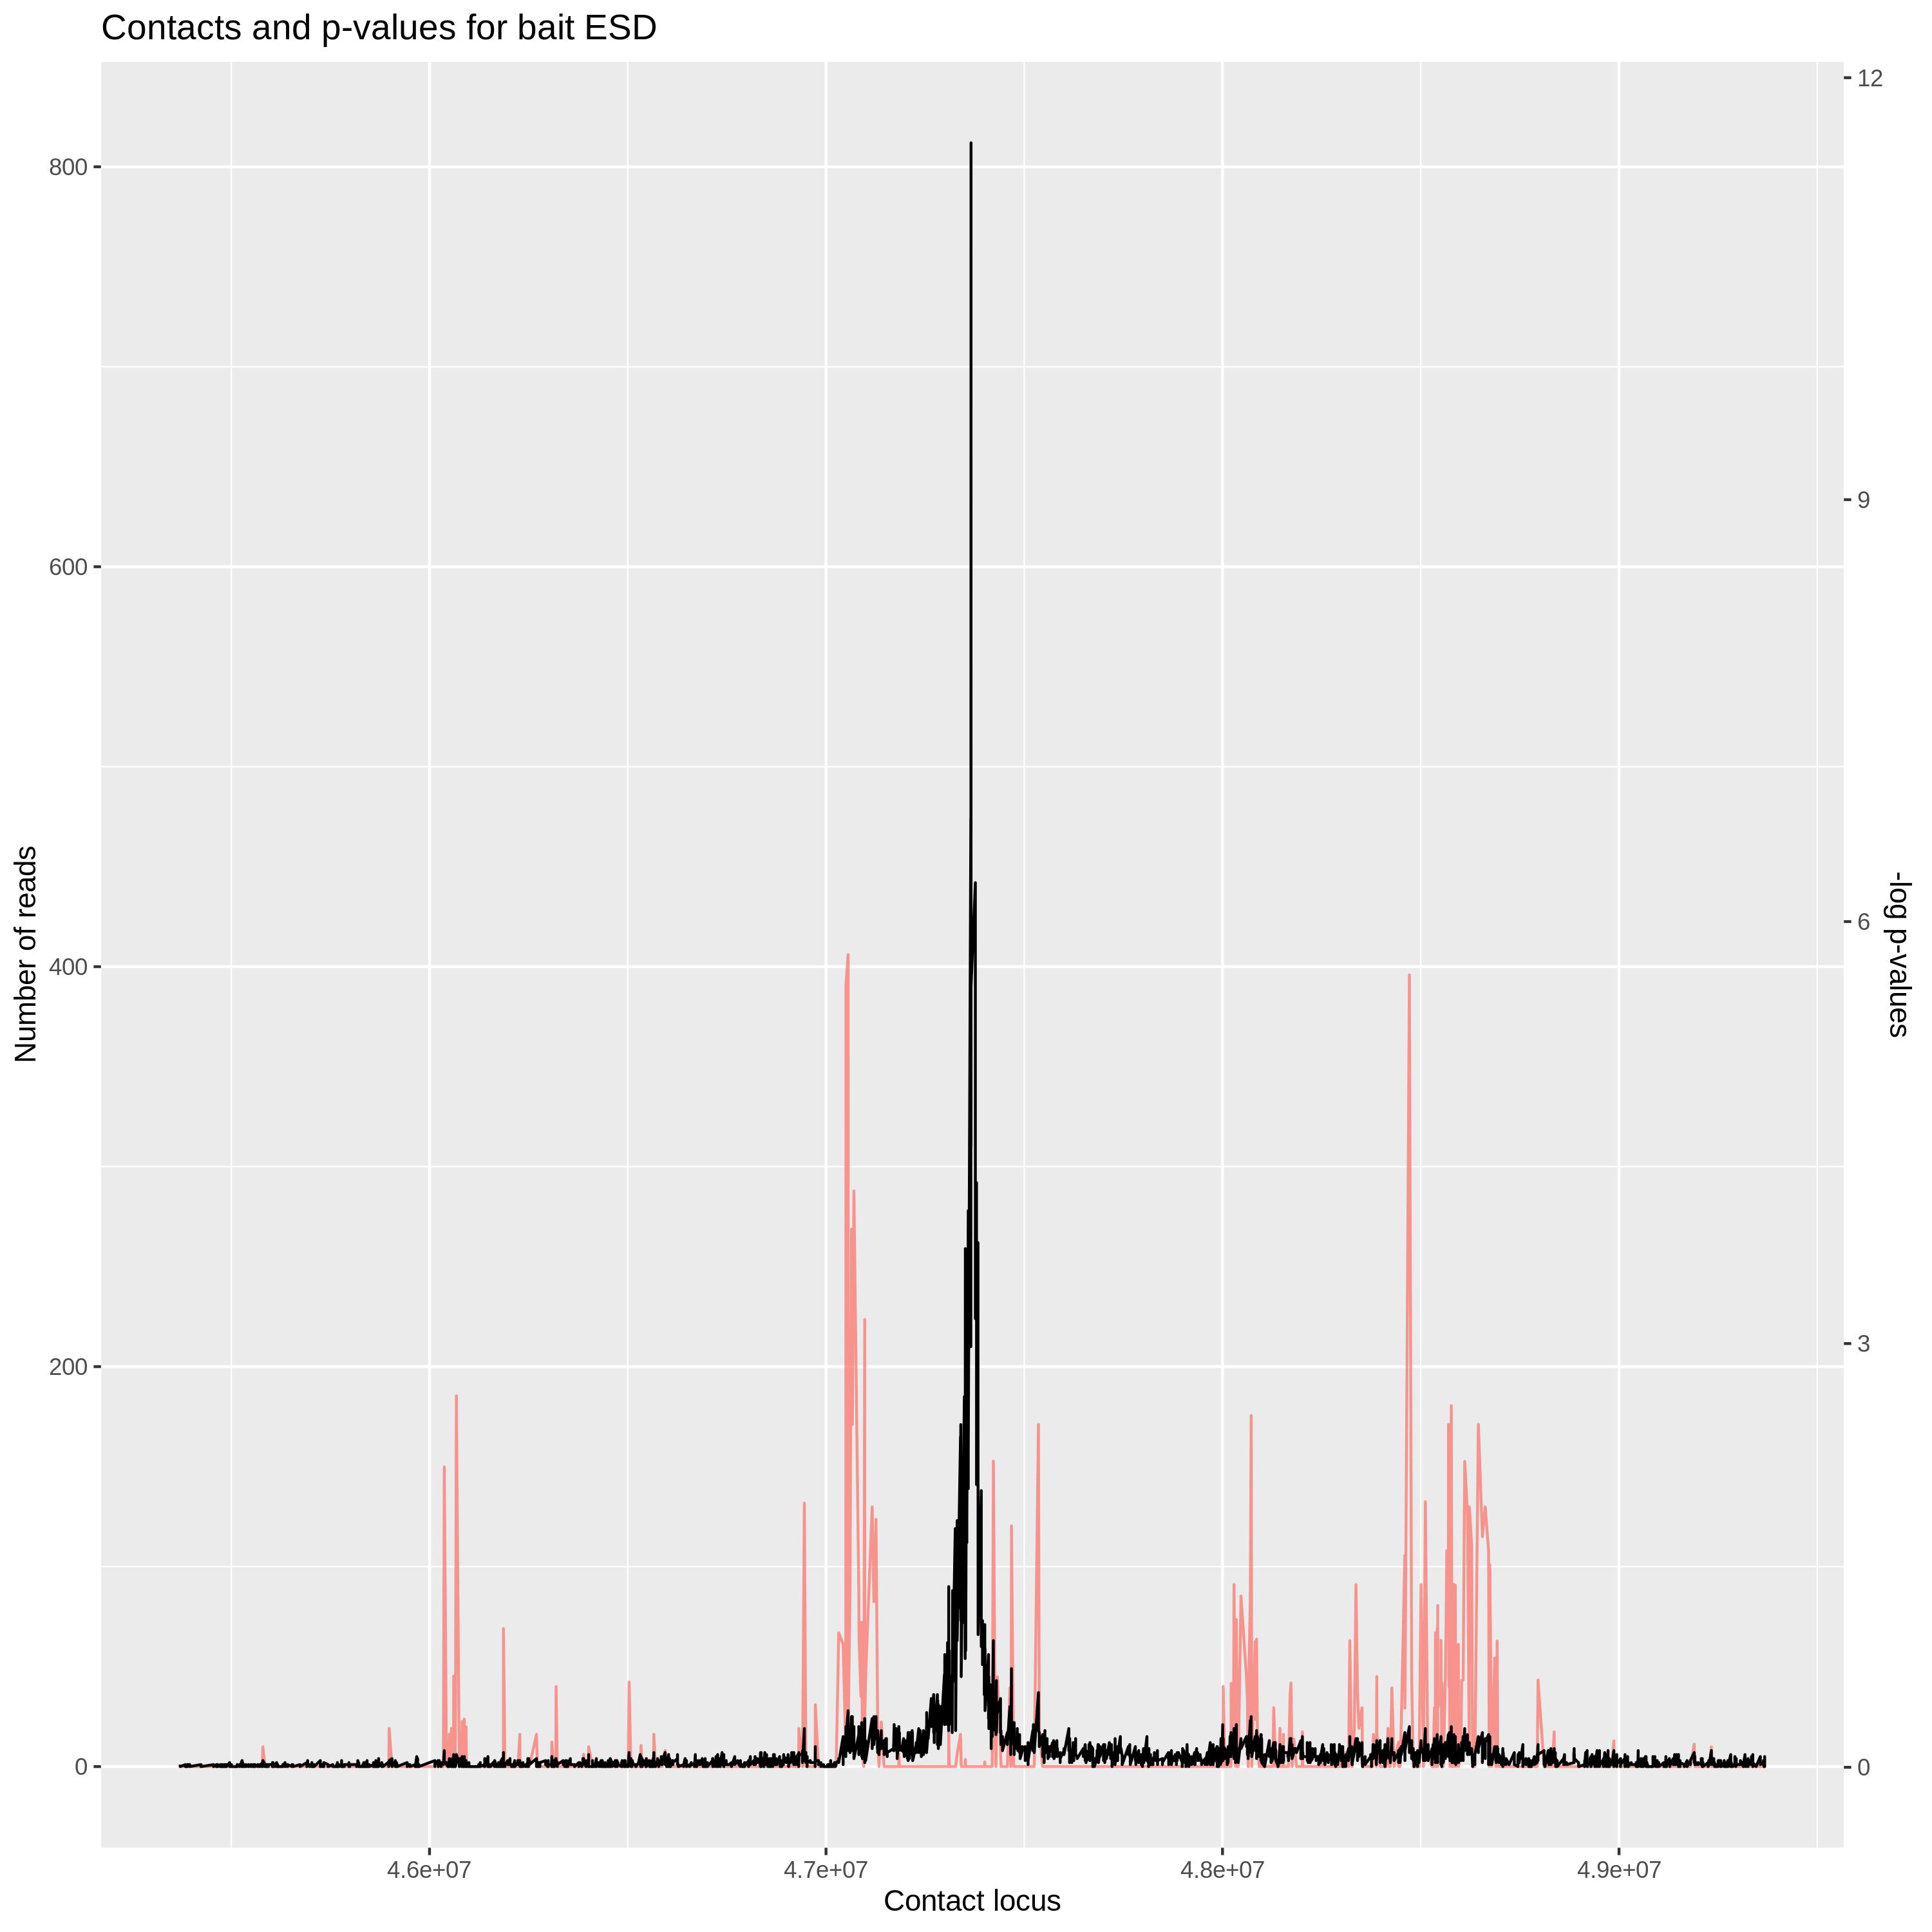 Contacts and p-values for bait ESD
12
800
9
600
Number of reads
-log p-values
6
400
3
200
0
0
4.6e+07
4.7e+07
4.8e+07
4.9e+07
Contact locus